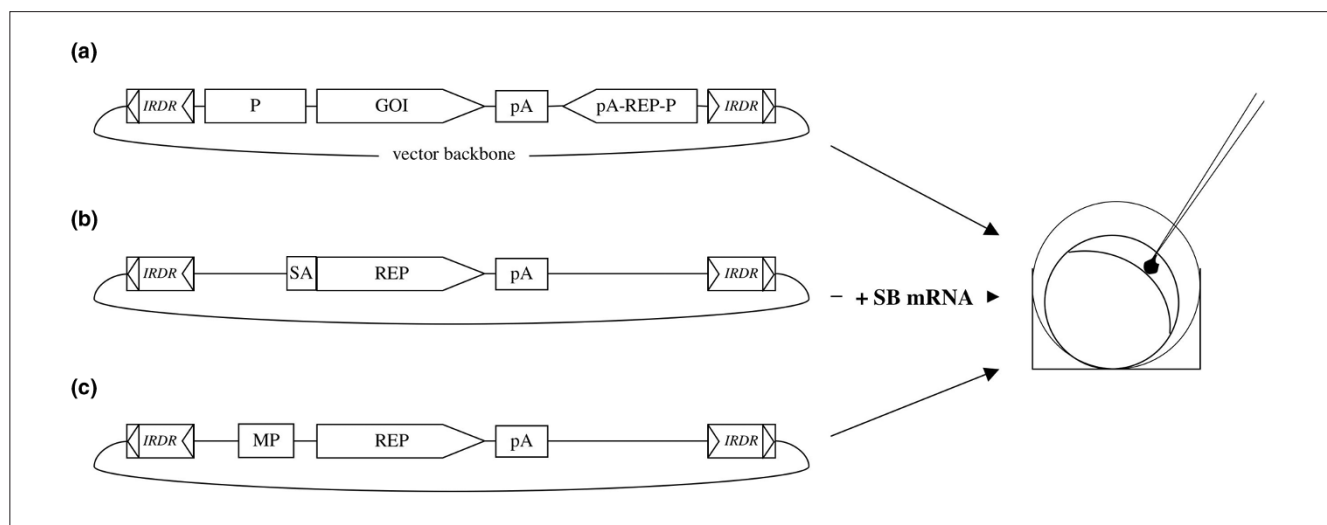 (a)
IRDR P GOI pA pA-REP-P IRDR
vector backbone
(b)
IRDR SA REP pA IRDR
+ SB mRNA
(c)
IRDR MP REP pA IRDR